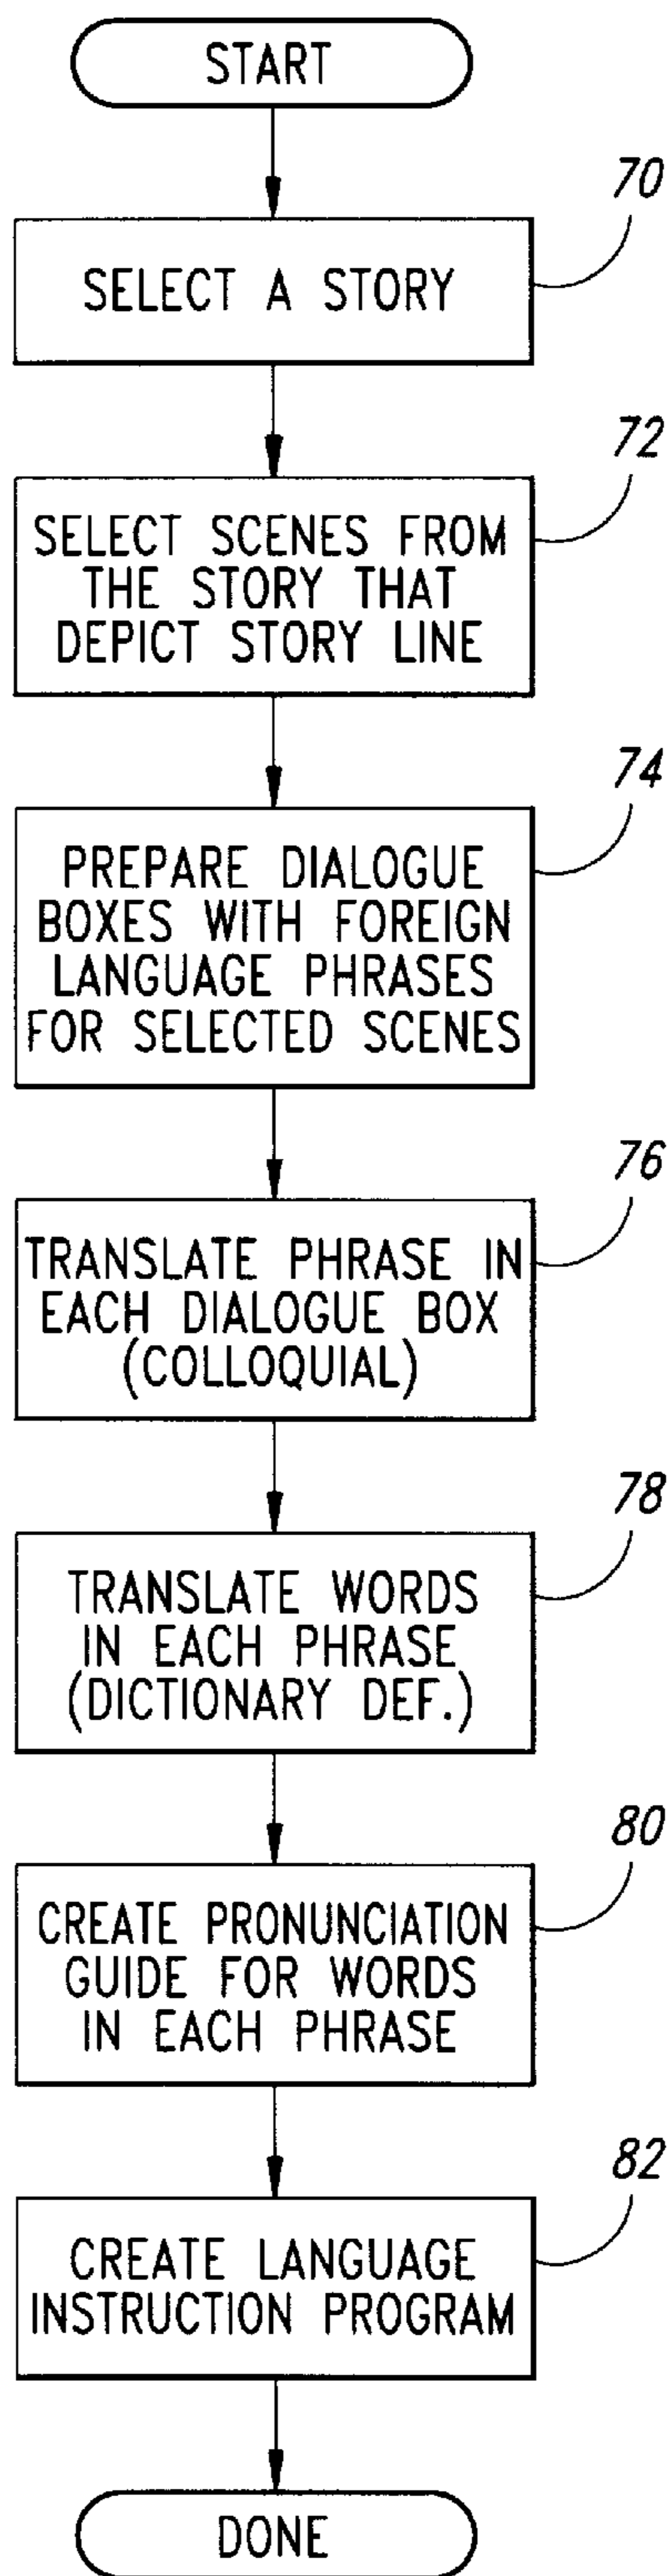 START
70
SELECT A STORY
72
SELECT SCENES FROM
THE STORY THAT
DEPICT STORY LINE
74
PREPARE DIALOGUE
BOXES WITH FOREIGN
LANGUAGE PHRASES
FOR SELECTED SCENES
76
TRANSLATE PHRASE IN
EACH DIALOGUE BOX
(COLLOQUIAL)
78
TRANSLATE WORDS
IN EACH PHRASE
(DICTIONARY DEF.)
80
CREATE PRONUNCIATION
GUIDE FOR WORDS
IN EACH PHRASE
82
CREATE LANGUAGE
INSTRUCTION PROGRAM
DONE